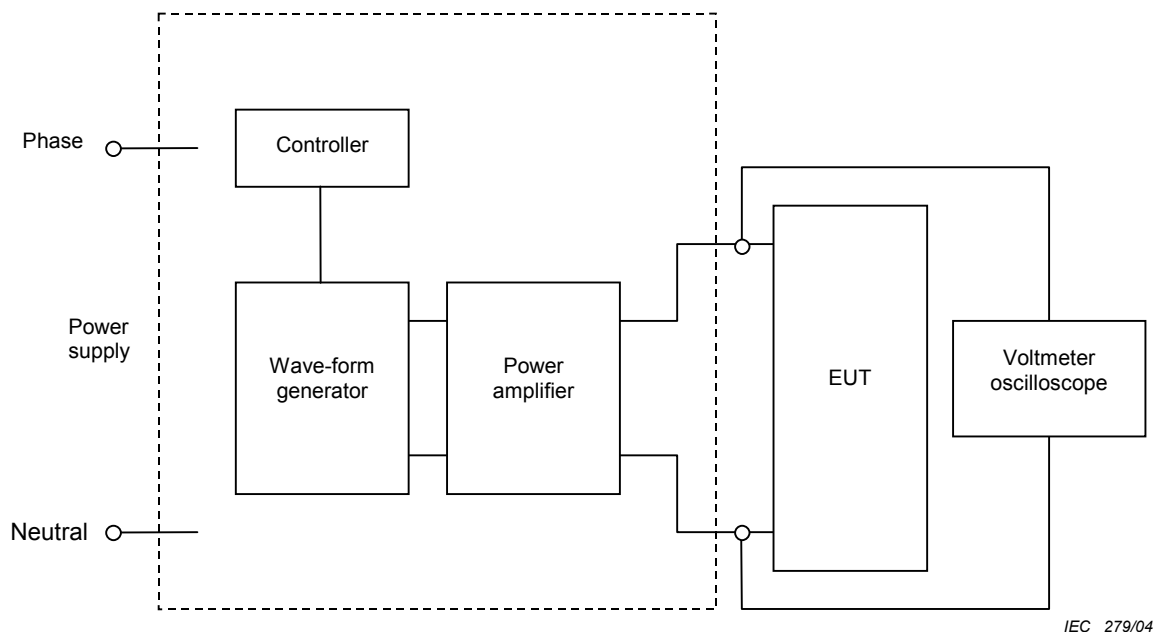 Phase
Controller
Power
supply
Wave-form
generator
Power
amplifier
EUT
Voltmeter
oscilloscope
Neutral
IEC 279/04